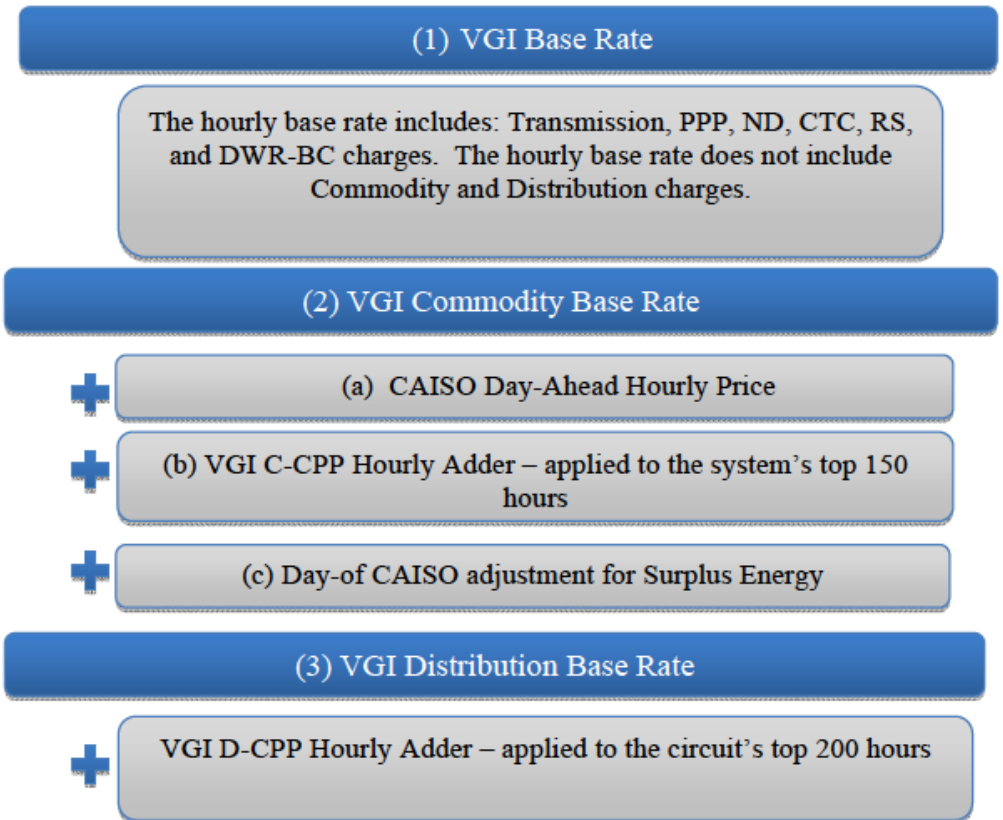 (1) VGI Base Rate
The hourly base rate includes: Transmission, PPP, ND, CTC, RS,
and DWR-BC charges.  The hourly base rate does not include
Commodity and Distribution charges.
(2) VGI Commodity Base Rate
(a)  CAISO Day-Ahead Hourly Price
(b) VGI C-CPP Hourly Adder – applied to the system’s top 150
hours
(c) Day-of CAISO adjustment for Surplus Energy
(3) VGI Distribution Base Rate
VGI D-CPP Hourly Adder – applied to the circuit’s top 200 hours